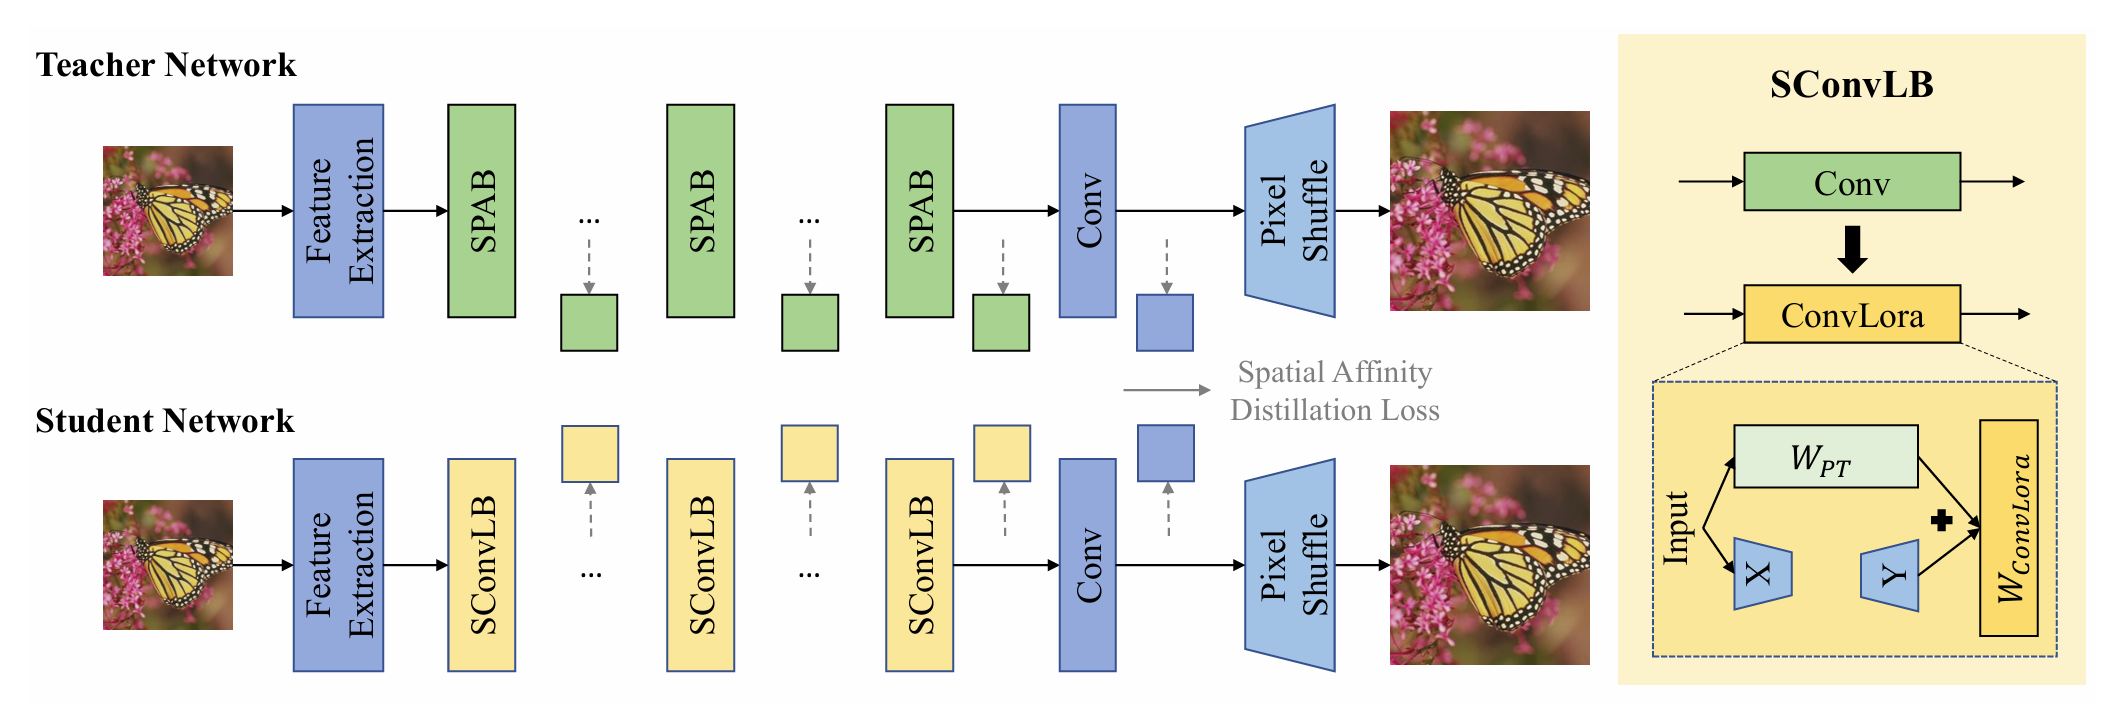 Teacher Network
Feature
Extraction
SPAB
...
SPAB
...
SPAB
Conv
Pixel
Shuffle
Spatial Affinity
Distillation Loss
Student Network
Feature
Extraction
SConvLB
...
SConvLB
...
SConvLB
Conv
Pixel
Shuffle
SConvLB
Conv
ConvLora
Input
W_{PT}
X
Y
W_{ConvLora}